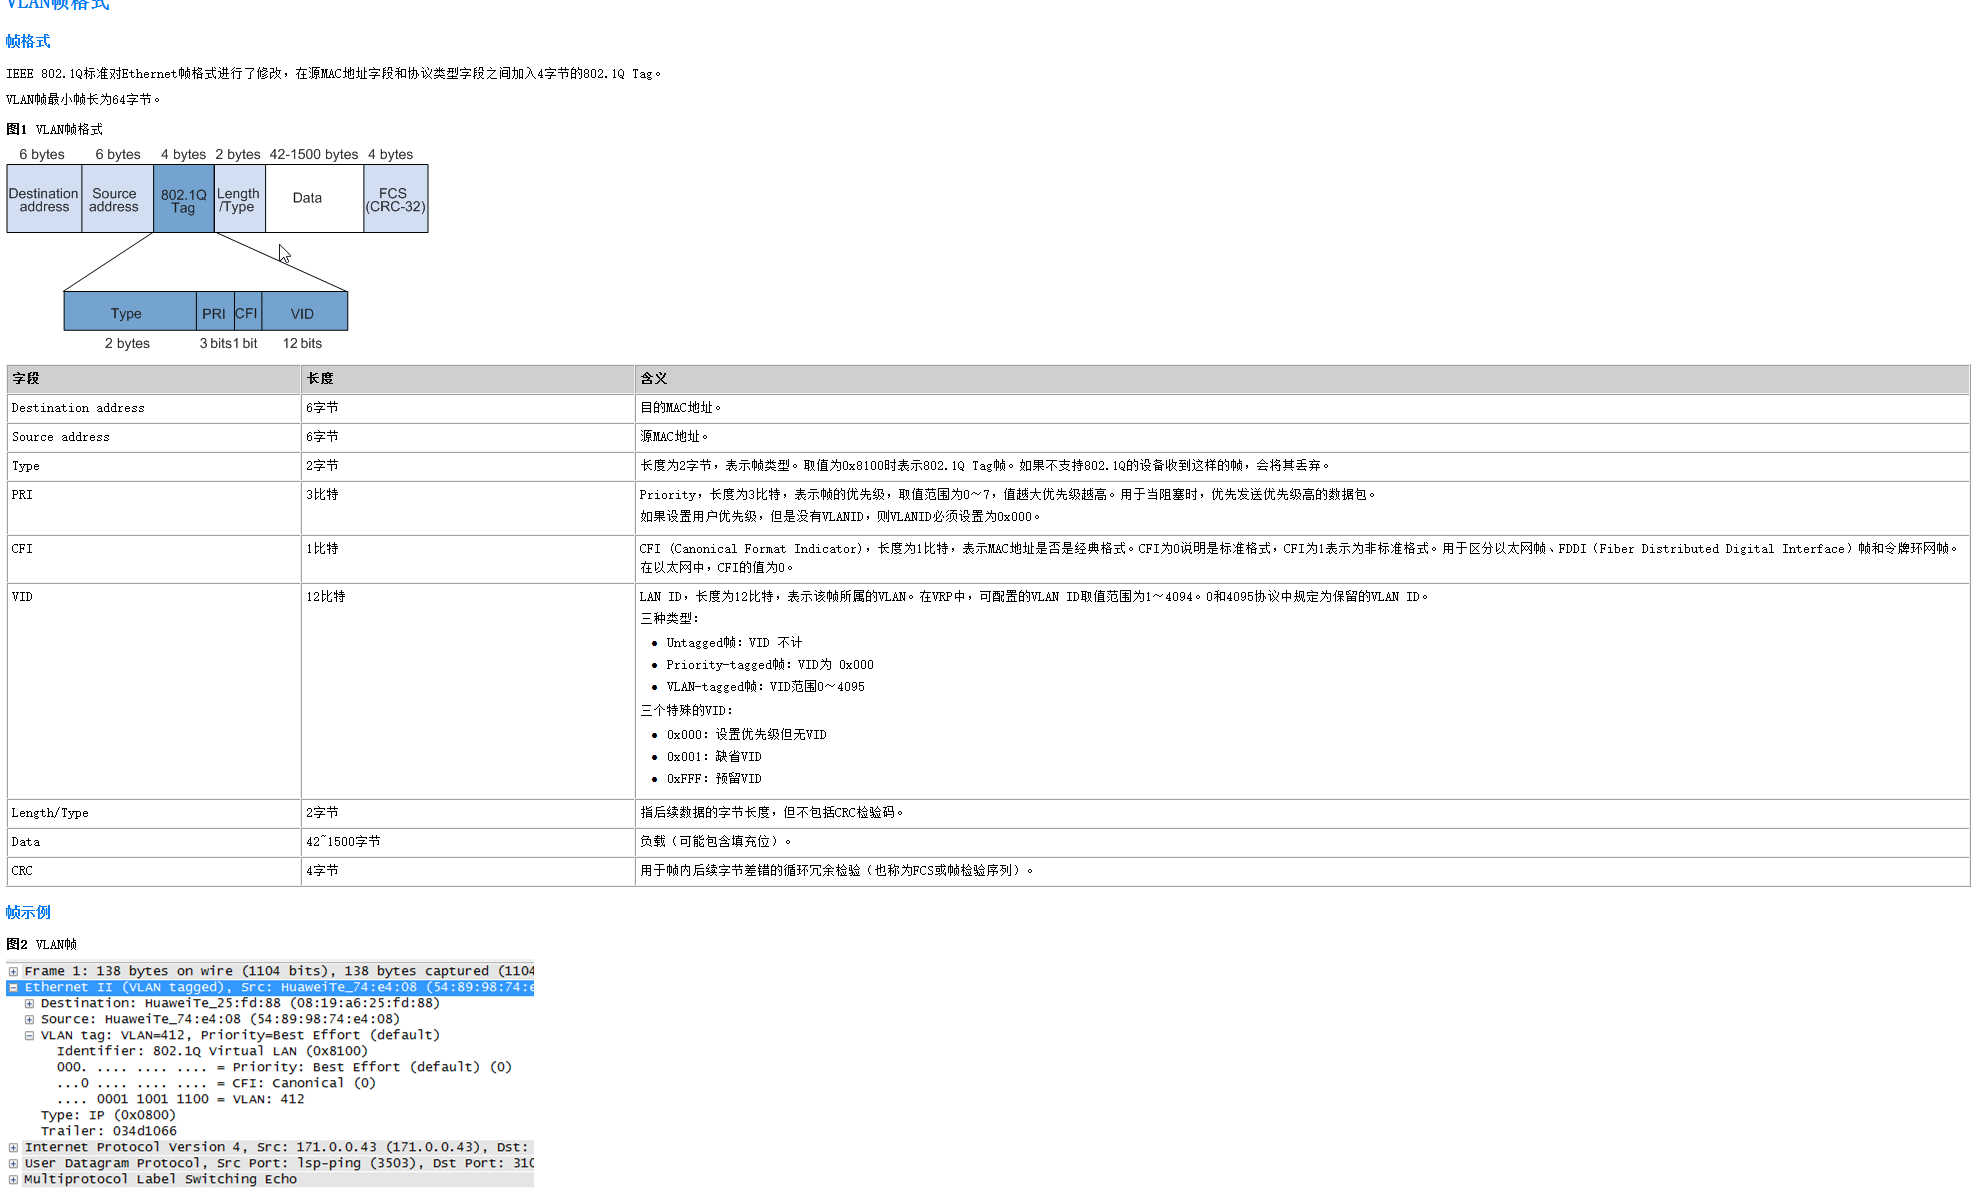 VLAN帧格式
帧格式
IEEE 802.1Q标准对Ethernet帧格式进行了修改，在源MAC地址字段和协议类型字段之间加入4字节的802.1Q Tag。
VLAN帧最小帧长为64字节。
图1 VLAN帧格式
6 bytes 6 bytes 4 bytes 2 bytes 42-1500 bytes 4 bytes
Destination address Source address 802.1Q Tag Length /Type Data FCS (CRC-32)
Type PRI CFI VID
2 bytes 3 bits 1 bit 12 bits
字段 长度 含义
Destination address 6字节 目的MAC地址。
Source address 6字节 源MAC地址。
Type 2字节 长度为2字节，表示帧类型。取值为0x8100时表示802.1Q Tag帧。如果不支持802.1Q的设备收到这样的帧，会将其丢弃。
PRI 3比特 Priority，长度为3比特，表示帧的优先级，取值范围为0～7，值越大优先级越高。用于当阻塞时，优先发送优先级高的数据包。
如果设置用户优先级，但是没有VLANID，则VLANID必须设置为0x000。
CFI 1比特 CFI (Canonical Format Indicator)，长度为1比特，表示MAC地址是否是经典格式。CFI为0说明是标准格式，CFI为1表示为非标准格式。用于区分以太网帧、FDDI（Fiber Distributed Digital Interface）帧和令牌环网帧。
在以太网中，CFI的值为0。
VID 12比特 LAN ID，长度为12比特，表示该帧所属的VLAN。在VRP中，可配置的VLAN ID取值范围为1～4094。0和4095协议中规定为保留的VLAN ID。
三种类型：
● Untagged帧：VID 不计
● Priority-tagged帧：VID为 0x000
● VLAN-tagged帧：VID范围0～4095
三个特殊的VID：
● 0x000：设置优先级但无VID
● 0x001：缺省VID
● 0xFFF：预留VID
Length/Type 2字节 指后续数据的字节长度，但不包括CRC检验码。
Data 42~1500字节 负载（可能包含填充位）。
CRC 4字节 用于帧内后续字节差错的循环冗余检验（也称为FCS或帧检验序列）。
帧示例
图2 VLAN帧
Frame 1: 138 bytes on wire (1104 bits), 138 bytes captured (1104
Ethernet II (VLAN tagged), Src: HuaweiTe_74:e4:08 (54:89:98:74:e
Destination: HuaweiTe_25:fd:88 (08:19:a6:25:fd:88)
Source: HuaweiTe_74:e4:08 (54:89:98:74:e4:08)
VLAN tag: VLAN=412, Priority=Best Effort (default)
Identifier: 802.1Q Virtual LAN (0x8100)
000. .... .... .... = Priority: Best Effort (default) (0)
...0 .... .... .... = CFI: Canonical (0)
.... 0001 1001 1100 = VLAN: 412
Type: IP (0x0800)
Trailer: 034d1066
Internet Protocol Version 4, Src: 171.0.0.43 (171.0.0.43), Dst:
User Datagram Protocol, Src Port: lsp-ping (3503), Dst Port: 310
Multiprotocol Label Switching Echo